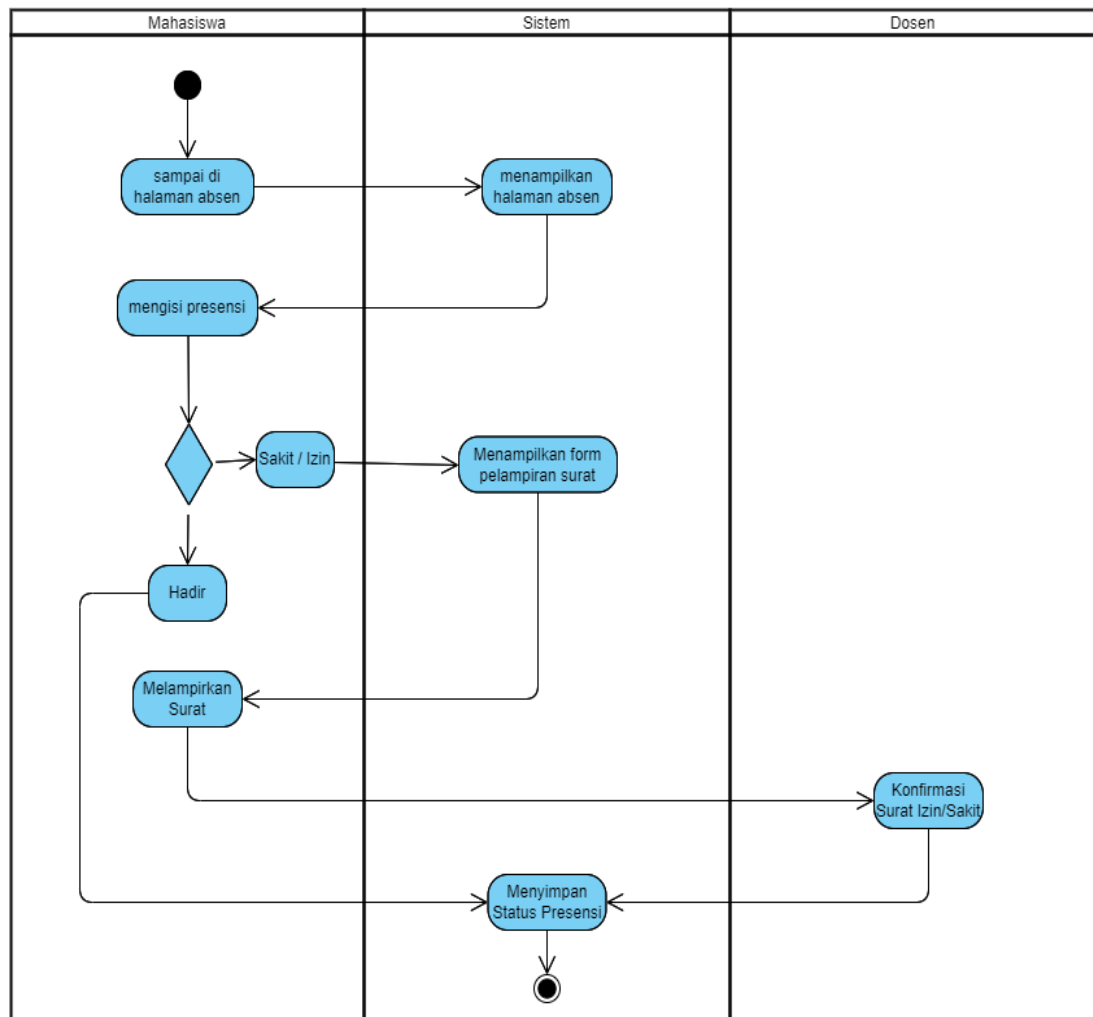 Mahasiswa
Sistem
Dosen
sampai di
halaman absen
menampilkan
halaman absen
mengisi presensi
Sakit / Izin
Menampilkan form
pelampiran surat
Hadir
Melampirkan
Surat
Konfirmasi
Surat Izin/Sakit
Menyimpan
Status Presensi